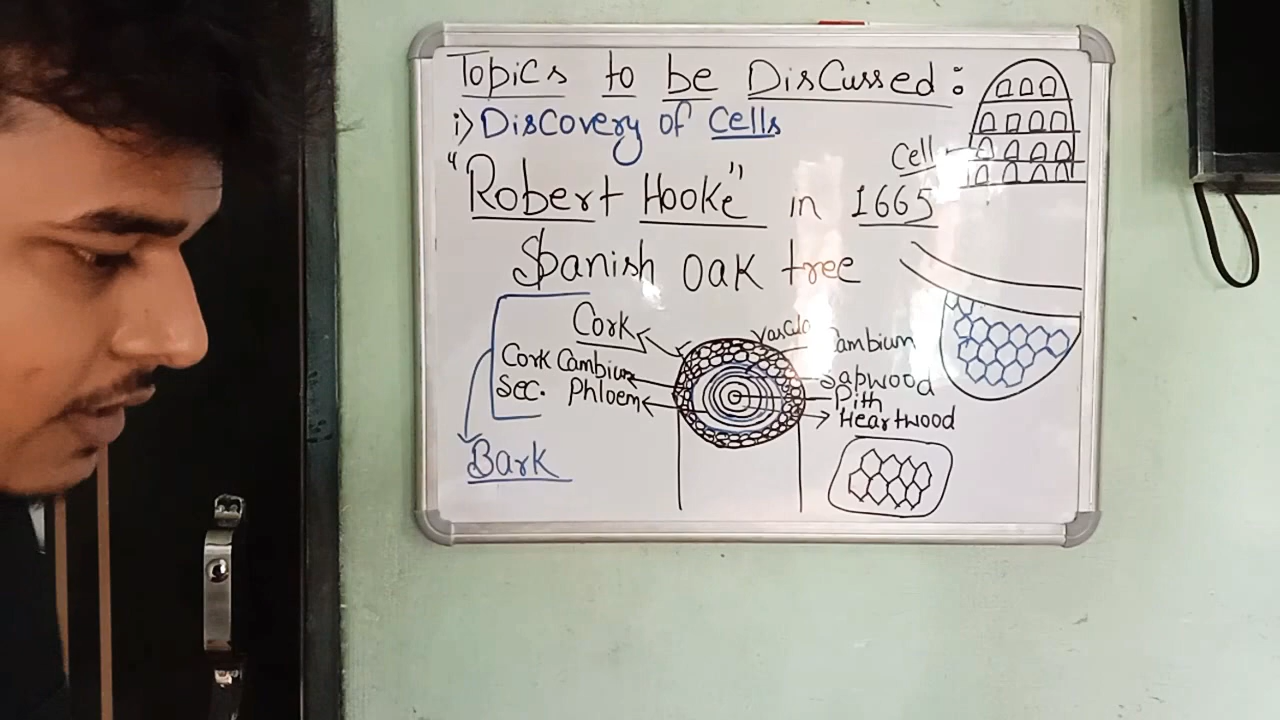 Topics to be Discussed:
i) Discovery of Cells
Cell
"Robert Hooke" in 1665
Spanish oak tree
Cork
Cambium
Cork Cambium
Sapwood
Sec. Phloem
Pith
Heartwood
Bark